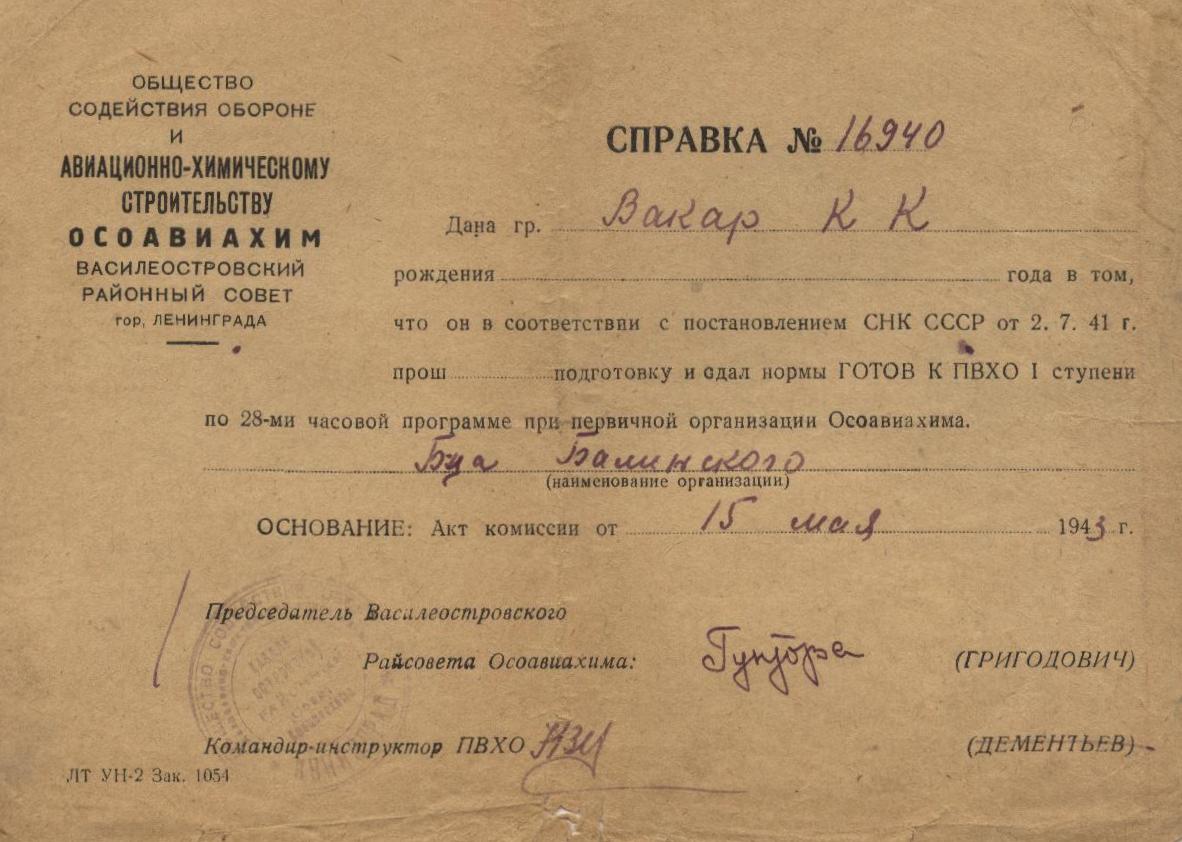 ОБЩЕСТВО
СОДЕЙСТВИЯ ОБОРОНЕ
И
АВИАЦИОННО-ХИМИЧЕСКОМУ
СТРОИТЕЛЬСТВУ
ОСОАВИАХИМ
ВАСИЛЕОСТРОВСКИЙ
РАЙОННЫЙ СОВЕТ
гор, ЛЕНИНГРАДА
СПРАВКА № 16940
Дана гр. Вакар К К
рождения года в том,
что он в соответствии с постановлением СНК СССР от 2. 7. 41 г.
прош подготовку и сдал нормы ГОТОВ К ПВХО I ступени
по 28-ми часовой программе при первичной организации Осоавиахима.
Бца Балинского
(наименование организации)
ОСНОВАНИЕ: Акт комиссии от 15 мая 1943 г.
Председатель Василеостровского
Райсовета Осоавиахима: (ГРИГОДОВИЧ)
Командир-инструктор ПВХО (ДЕМЕНТЬЕВ)
ЛТ УН-2 Зак. 1054